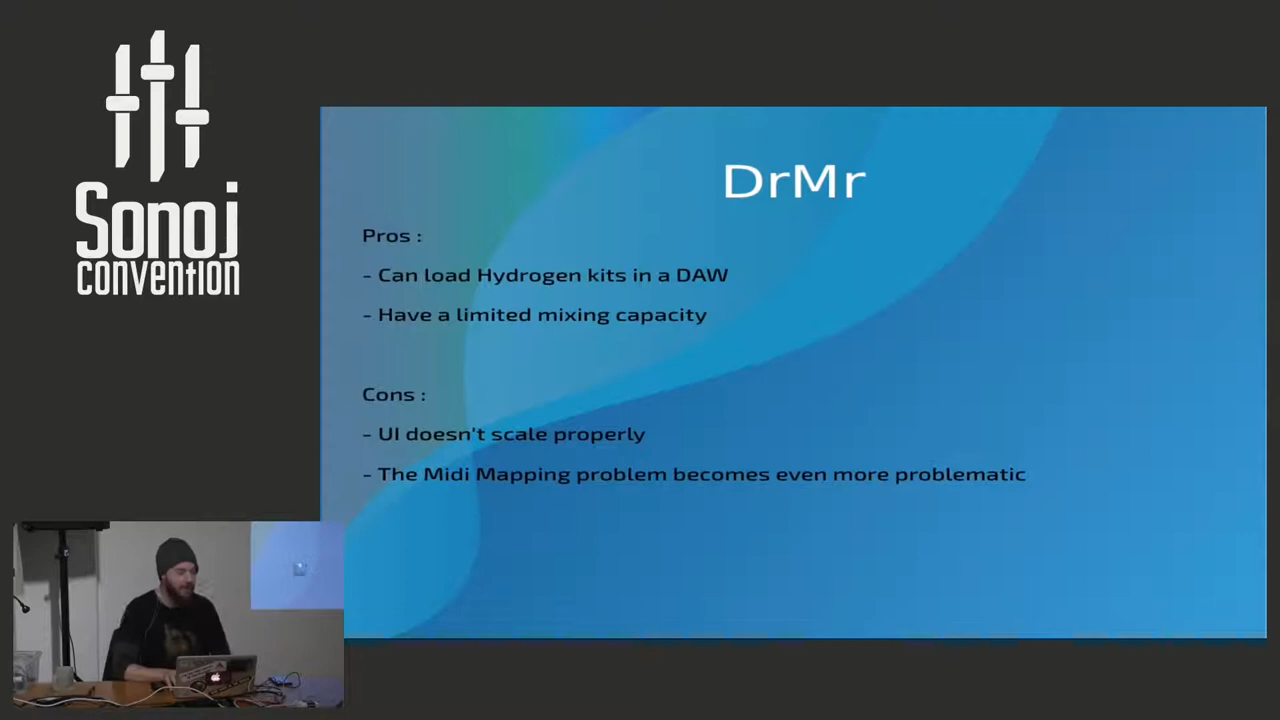 Sonoj
convention
DrMr
Pros :
- Can load Hydrogen kits in a DAW
- Have a limited mixing capacity
Cons :
- UI doesn't scale properly
- The Midi Mapping problem becomes even more problematic